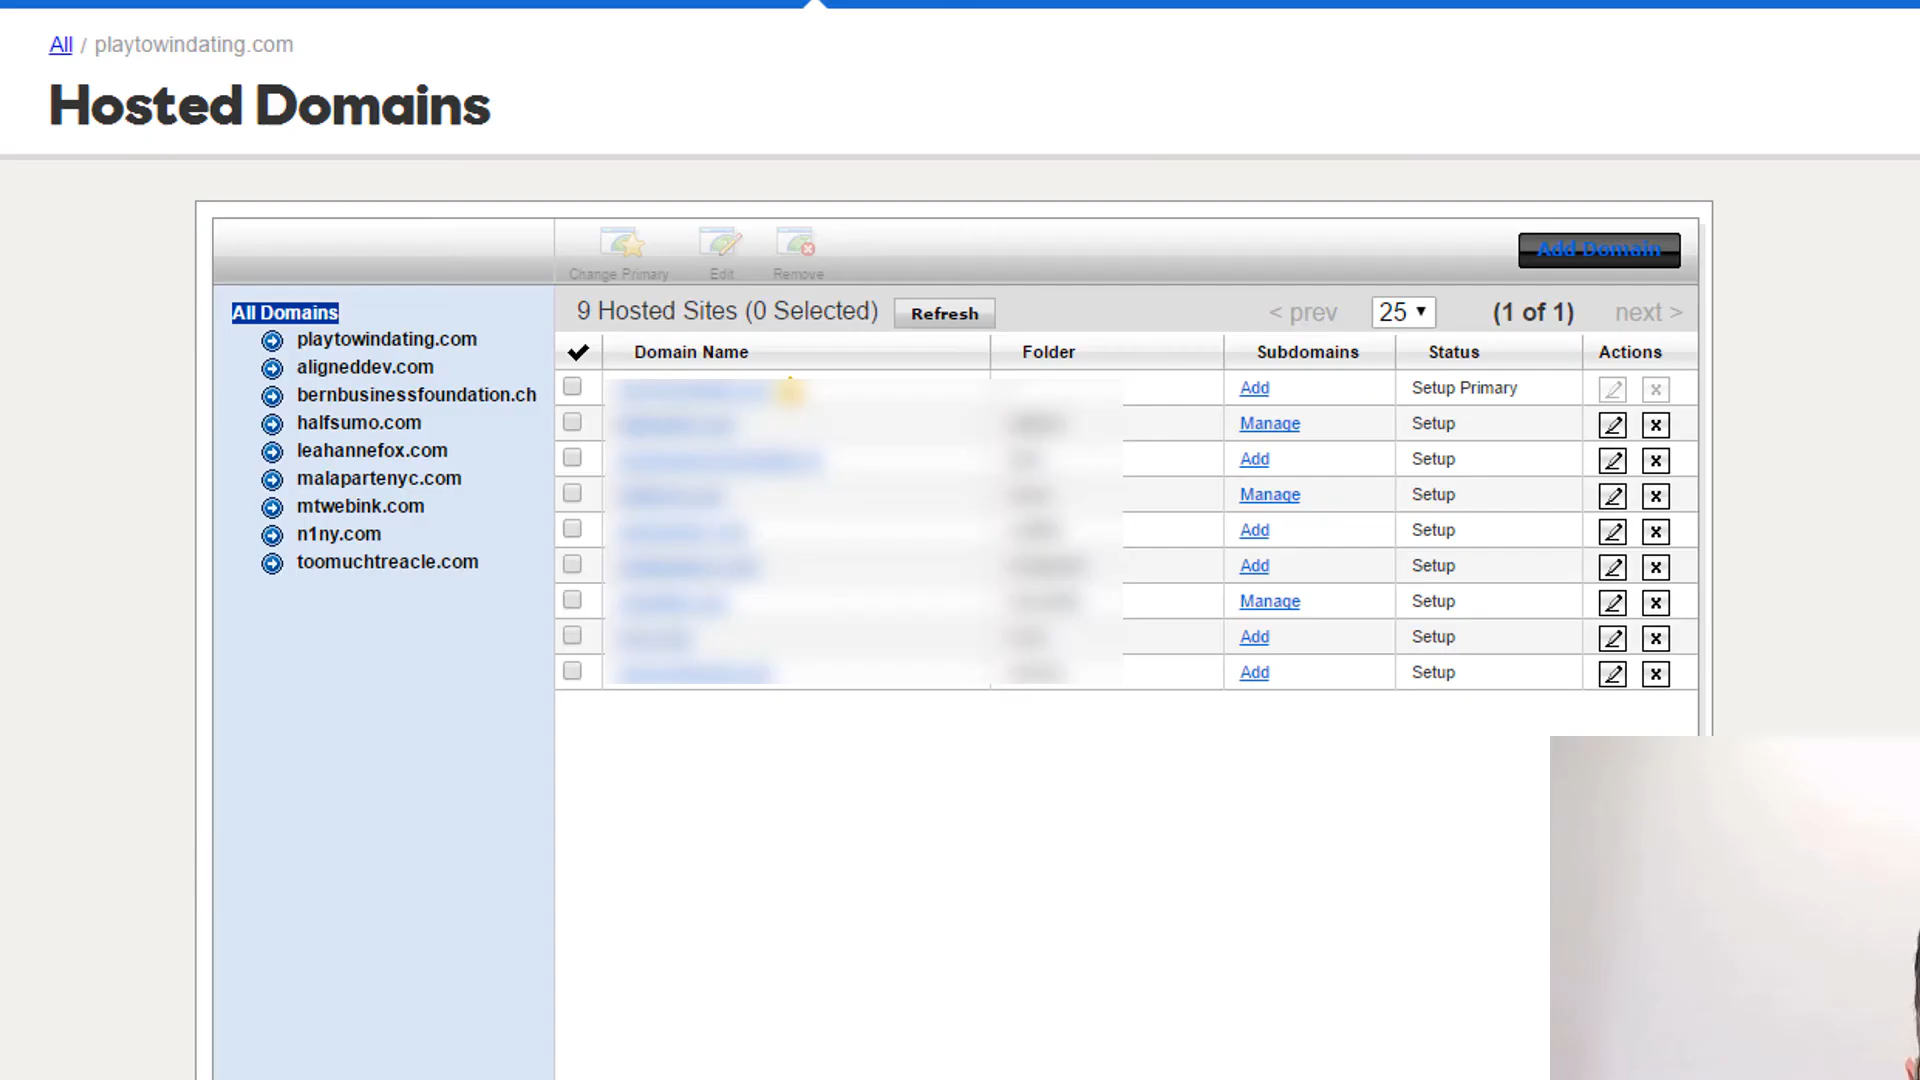 All / playtowindating.com
Hosted Domains
Change Primary Edit Remove Add Domain
All Domains
playtowindating.com
aligneddev.com
bernbusinessfoundation.ch
halfsumo.com
leahannefox.com
malapartenyc.com
mtwebink.com
n1ny.com
toomuchtreacle.com
9 Hosted Sites (0 Selected) Refresh < prev 25 (1 of 1) next >
Domain Name Folder Subdomains Status Actions
Add Setup Primary
Manage Setup
Add Setup
Manage Setup
Add Setup
Add Setup
Manage Setup
Add Setup
Add Setup